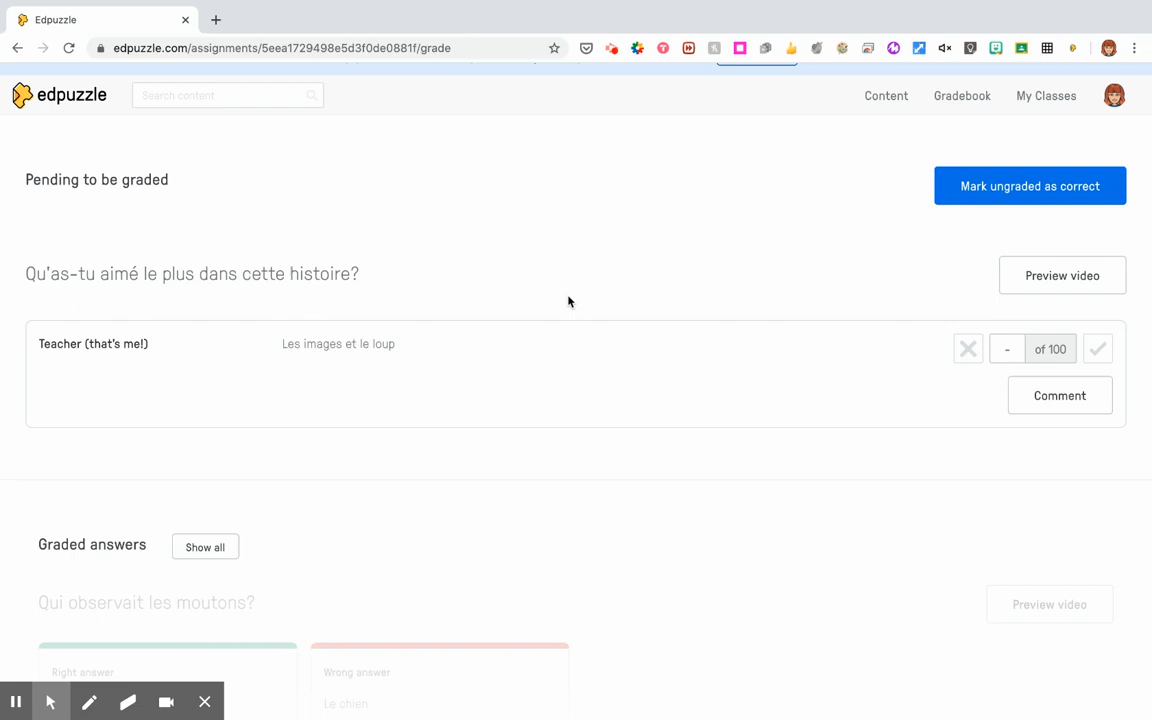 Edpuzzle
edpuzzle.com/assignments/5eea1729498e5d3f0de0881f/grade
edpuzzle
Search content
Content
Gradebook
My Classes
Pending to be graded
Mark ungraded as correct
Qu'as-tu aimé le plus dans cette histoire?
Preview video
Teacher (that's me!)
Les images et le loup
-
of 100
Comment
Graded answers
Show all
Qui observait les moutons?
Preview video
Right answer
Wrong answer
Le chien